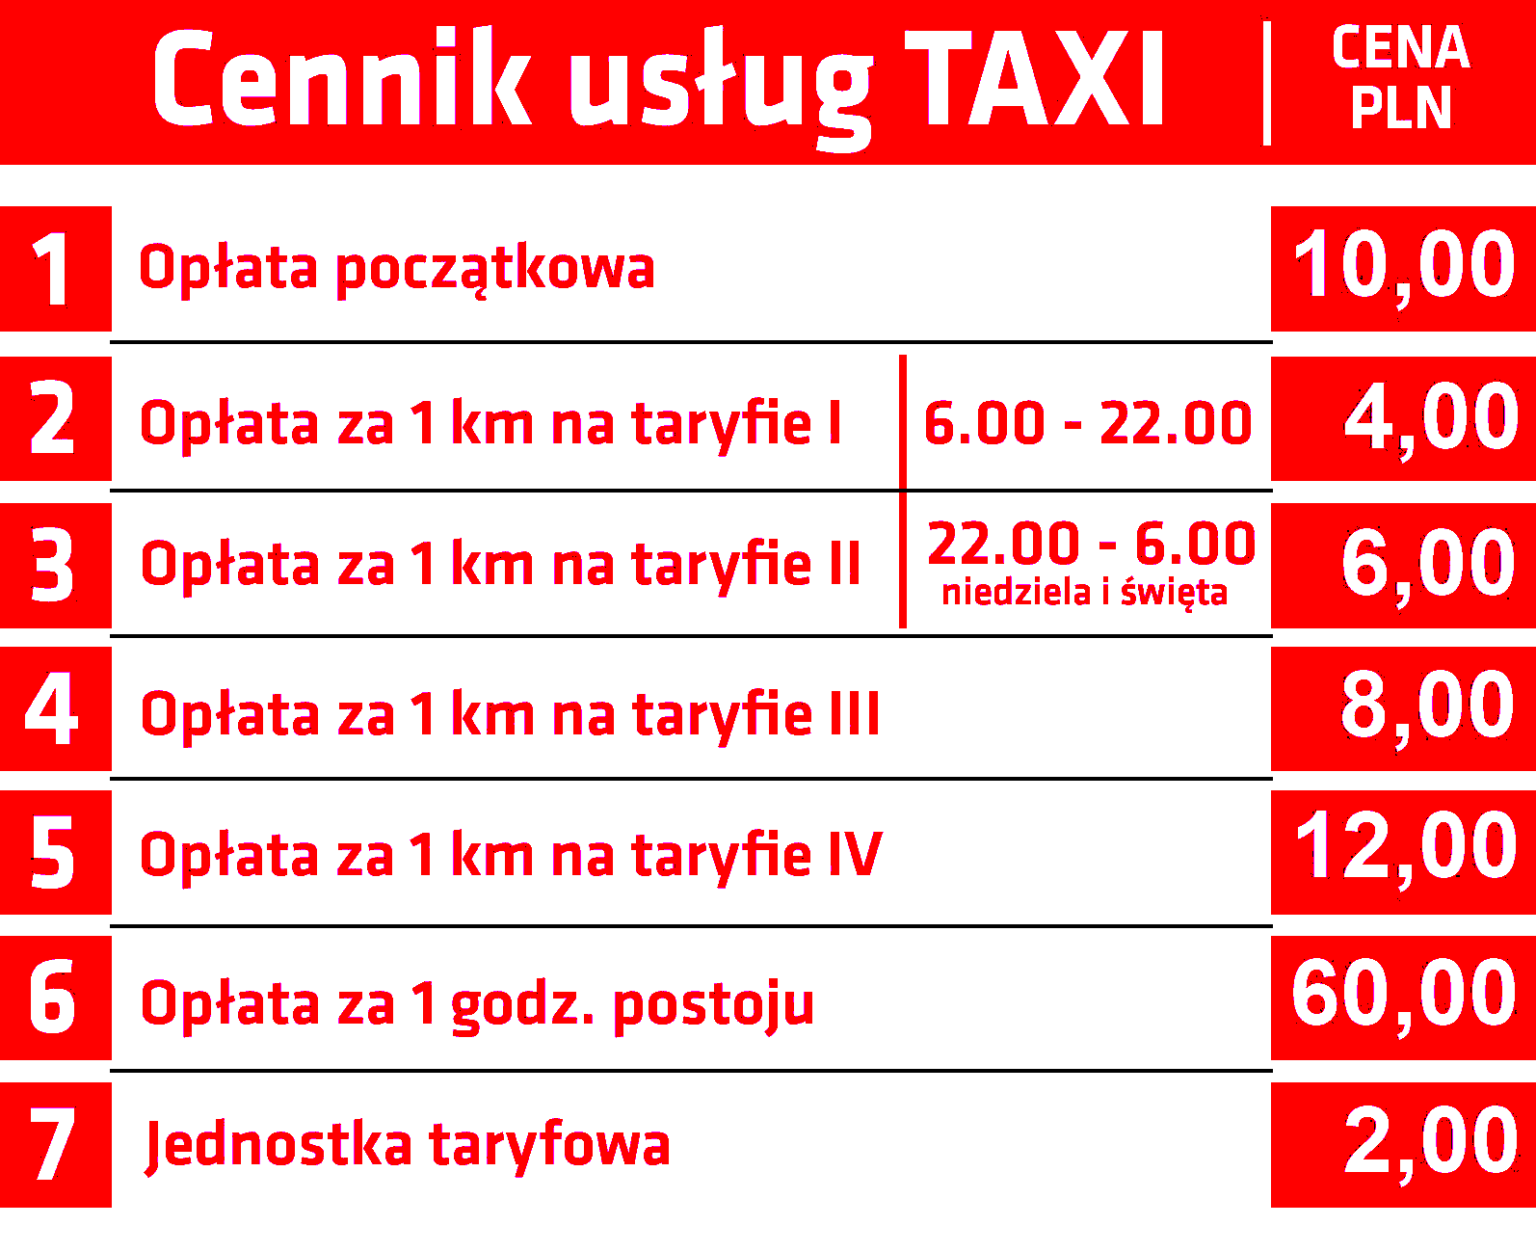 Cennik usług TAXI
CENA
PLN
1 Opłata początkowa 10,00
2 Opłata za 1 km na taryfie I 6.00 - 22.00 4,00
3 Opłata za 1 km na taryfie II 22.00 - 6.00 6,00
niedziela i święta
4 Opłata za 1 km na taryfie III 8,00
5 Opłata za 1 km na taryfie IV 12,00
6 Opłata za 1 godz. postoju 60,00
7 Jednostka taryfowa 2,00